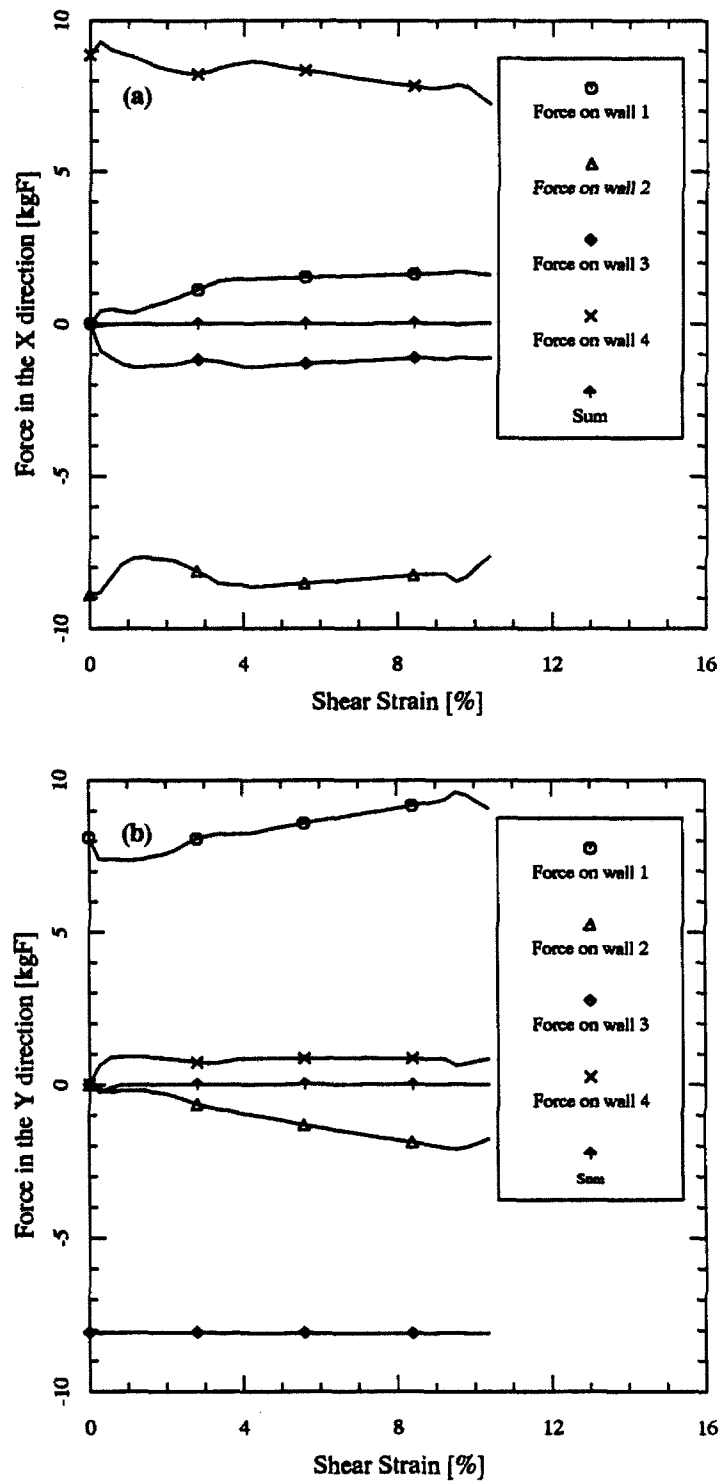 10
5
0
-5
-10
Force in the X direction [kgF]
(a)
Force on wall 1
Force on wall 2
Force on wall 3
Force on wall 4
Sum
0
4
8
12
16
Shear Strain [%]
10
5
0
-5
-10
Force in the Y direction [kgF]
(b)
Force on wall 1
Force on wall 2
Force on wall 3
Force on wall 4
Sum
0
4
8
12
16
Shear Strain [%]